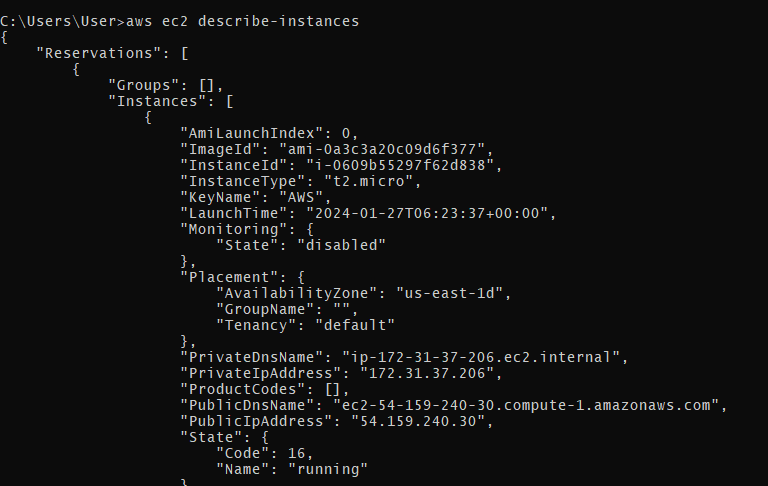 C:\Users\User>aws ec2 describe-instances
{
    "Reservations": [
        {
            "Groups": [],
            "Instances": [
                {
                    "AmiLaunchIndex": 0,
                    "ImageId": "ami-0a3c3a20c09d6f377",
                    "InstanceId": "i-0609b55297f62d838",
                    "InstanceType": "t2.micro",
                    "KeyName": "AWS",
                    "LaunchTime": "2024-01-27T06:23:37+00:00",
                    "Monitoring": {
                        "State": "disabled"
                    },
                    "Placement": {
                        "AvailabilityZone": "us-east-1d",
                        "GroupName": "",
                        "Tenancy": "default"
                    },
                    "PrivateDnsName": "ip-172-31-37-206.ec2.internal",
                    "PrivateIpAddress": "172.31.37.206",
                    "ProductCodes": [],
                    "PublicDnsName": "ec2-54-159-240-30.compute-1.amazonaws.com",
                    "PublicIpAddress": "54.159.240.30",
                    "State": {
                        "Code": 16,
                        "Name": "running"
                    }